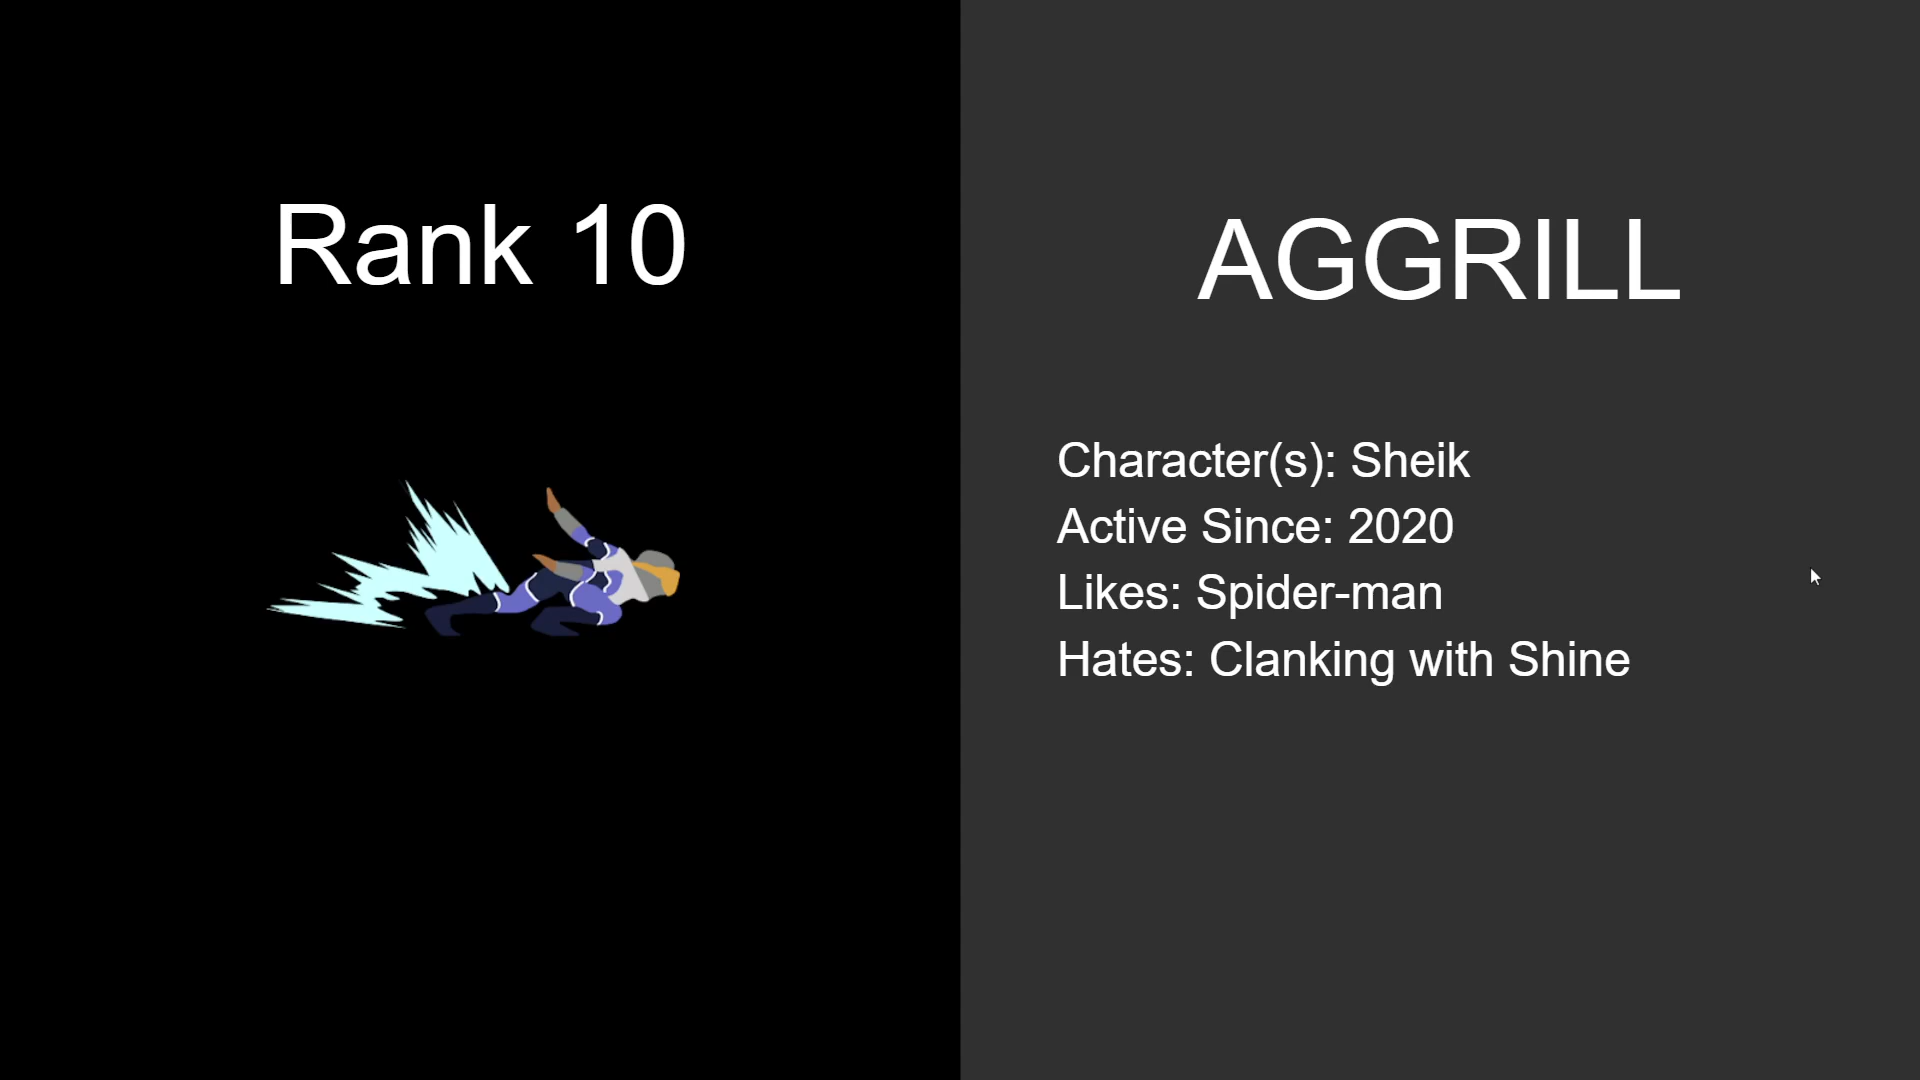 Rank 10
AGGRILL
Character(s): Sheik
Active Since: 2020
Likes: Spider-man
Hates: Clanking with Shine